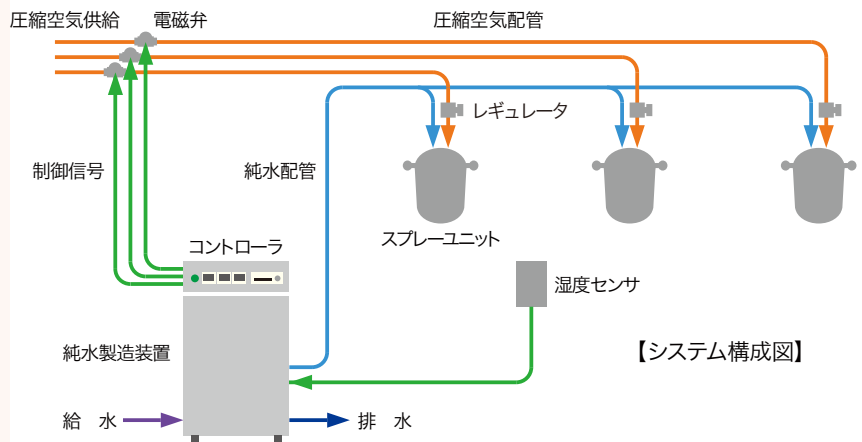 圧縮空気供給
電磁弁
圧縮空気配管
レギュレータ
制御信号
純水配管
スプレーユニット
コントローラ
湿度センサ
純水製造装置
【システム構成図】
給　水
排　水